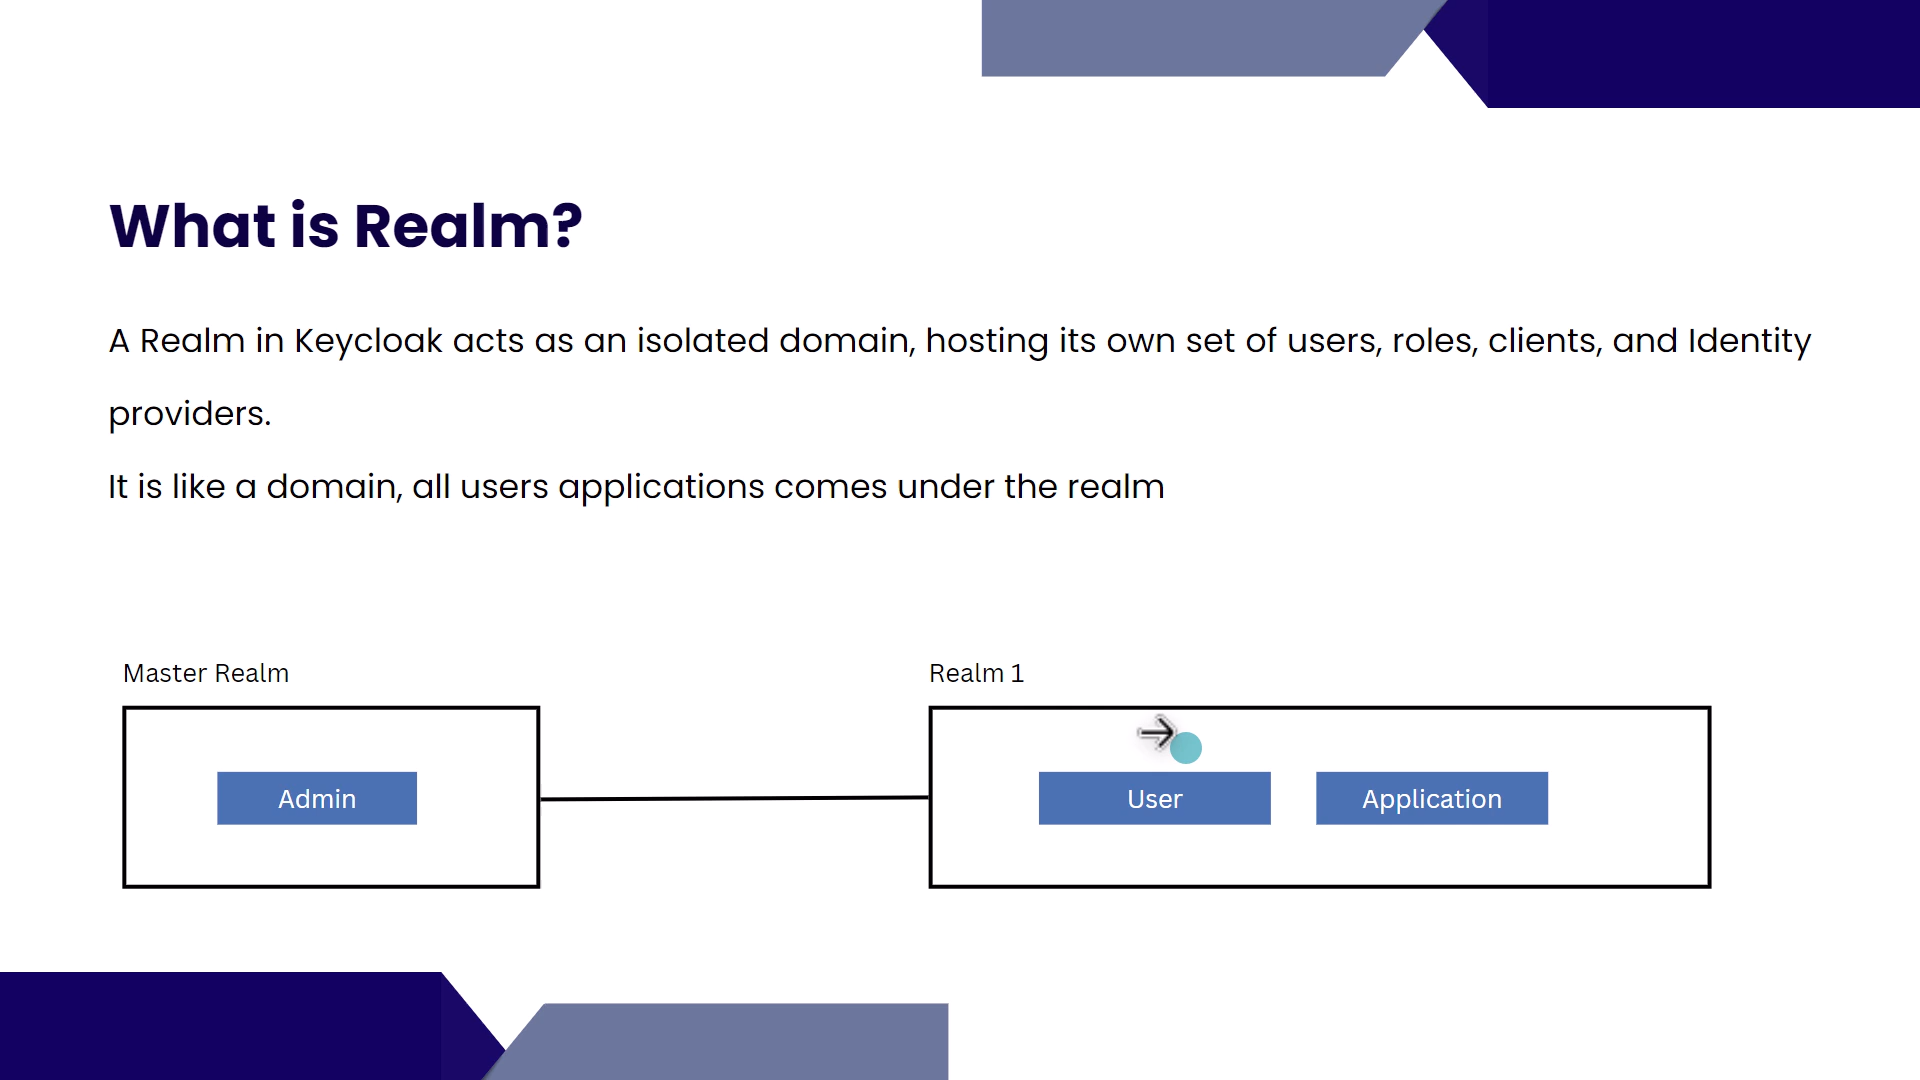 What is Realm?
A Realm in Keycloak acts as an isolated domain, hosting its own set of users, roles, clients, and Identity
providers.
It is like a domain, all users applications comes under the realm
Master Realm
Realm 1
Admin
User
Application